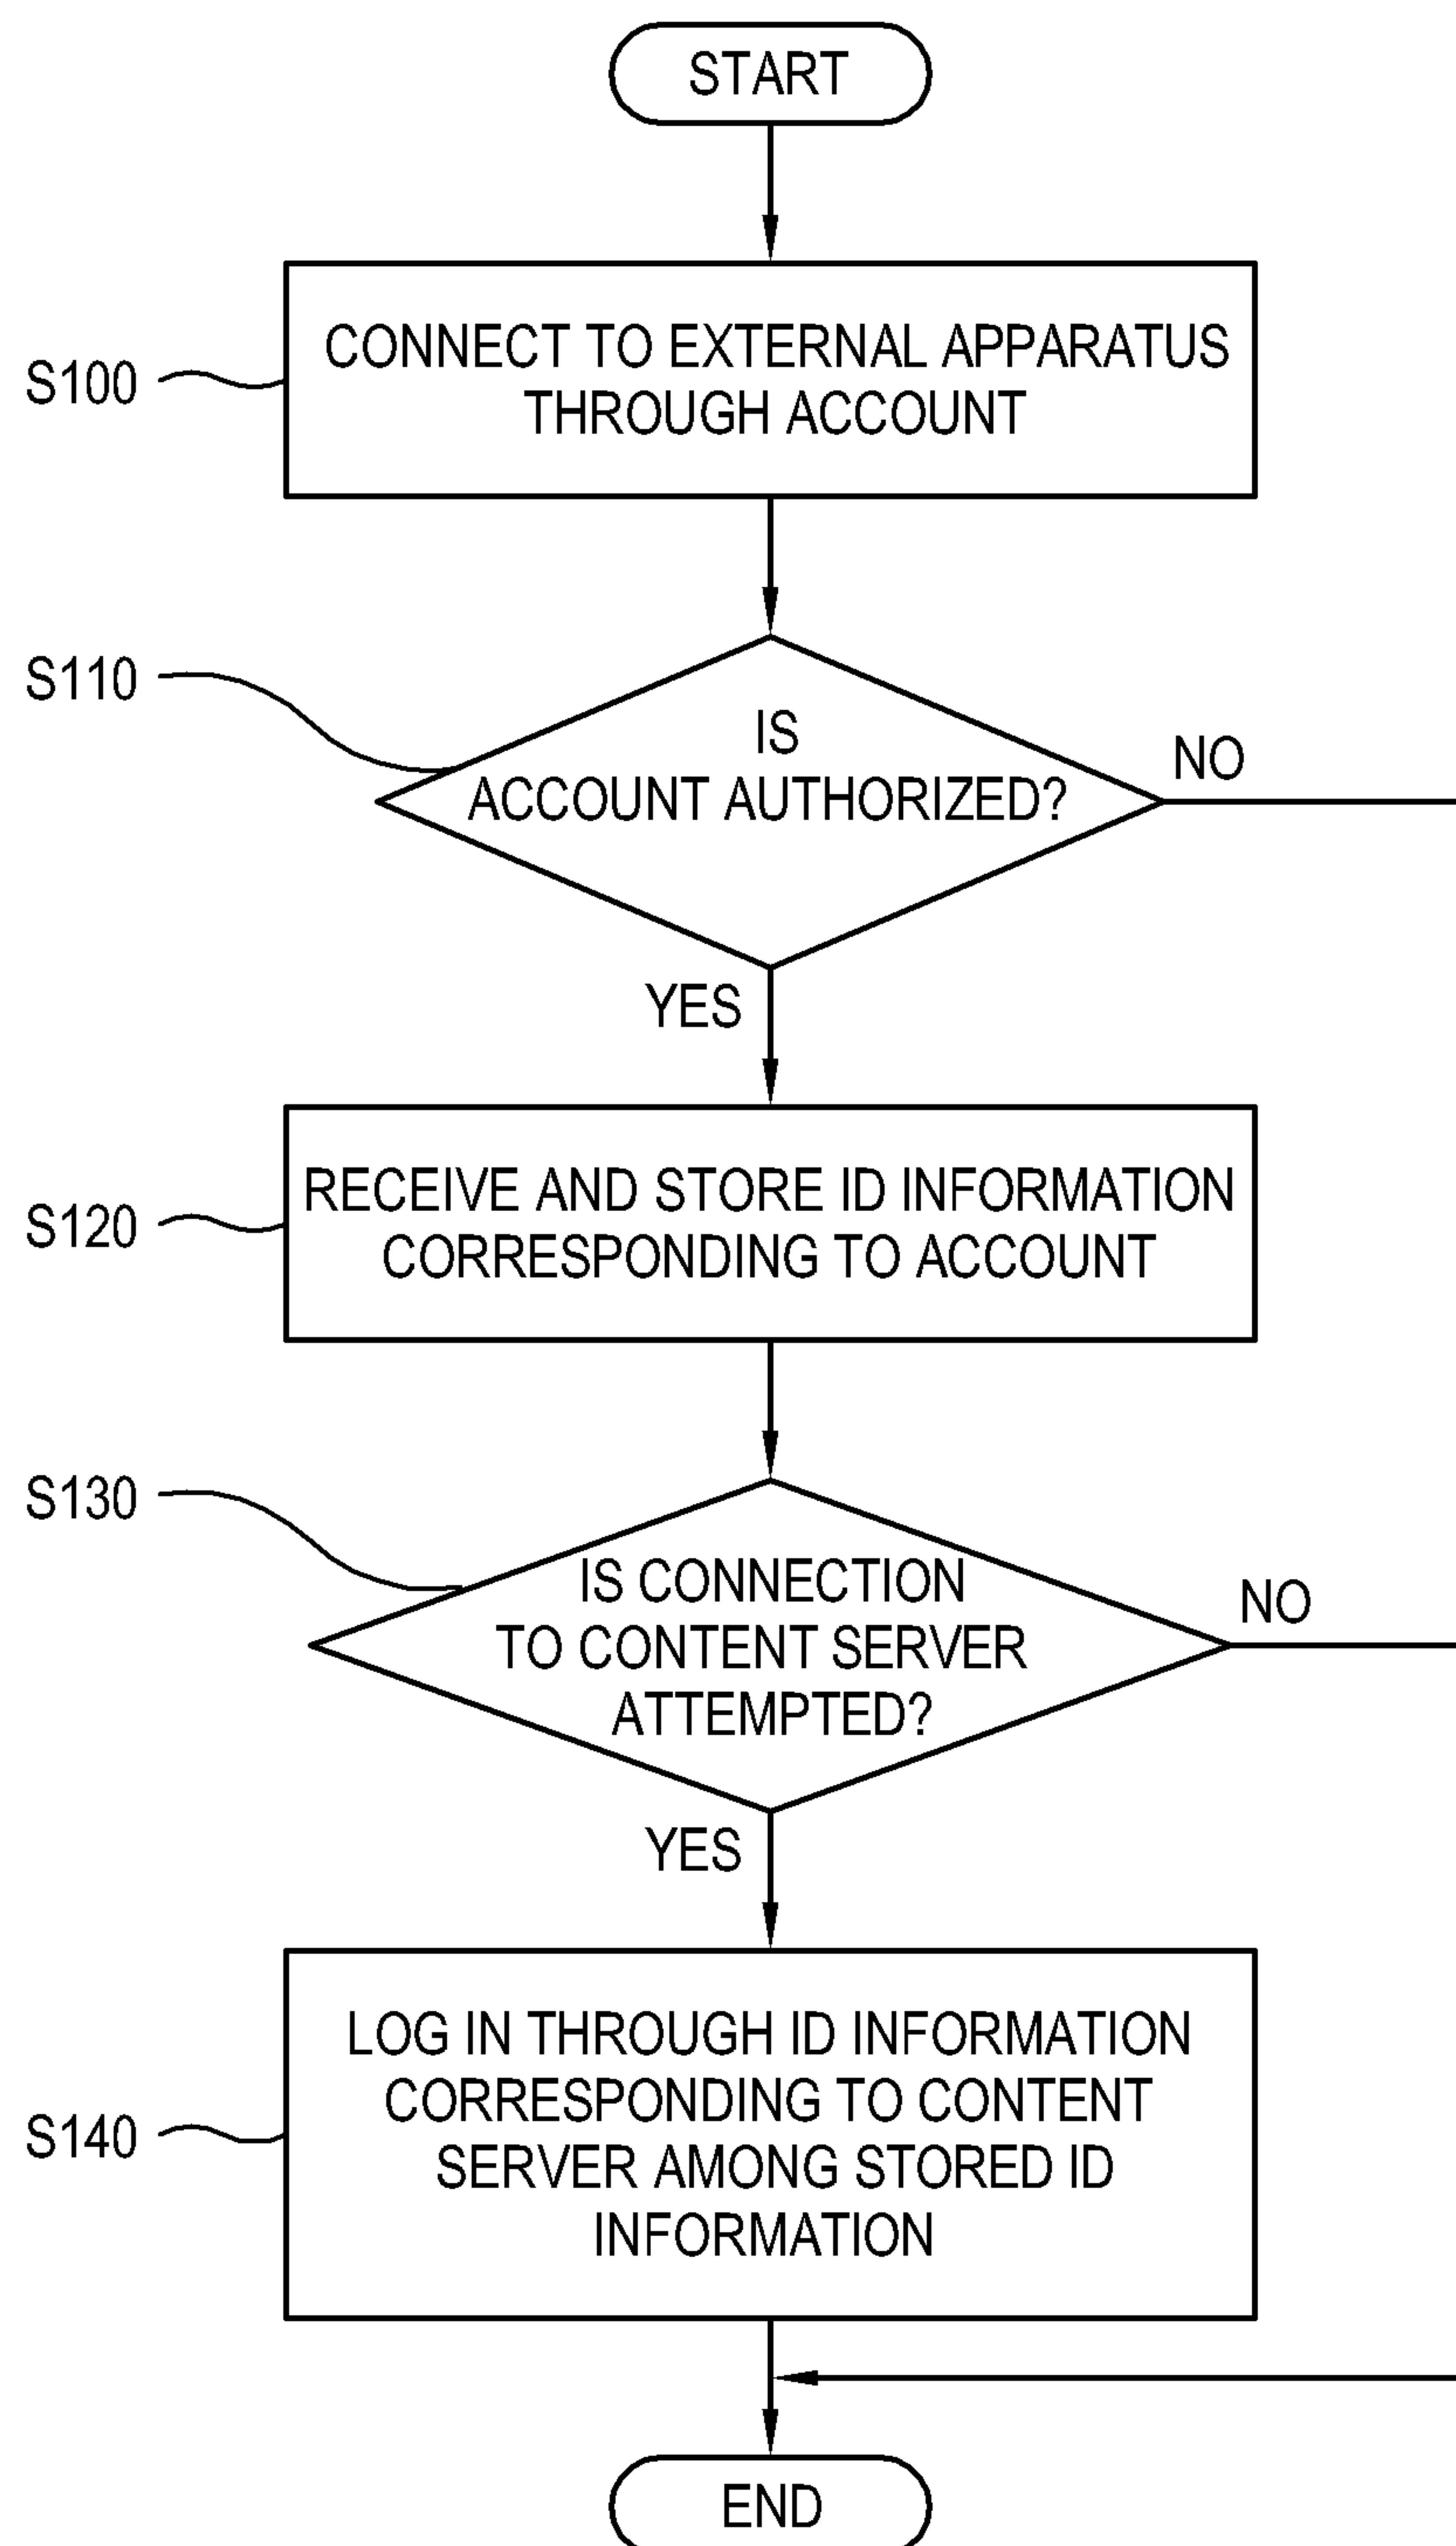 START
S100
CONNECT TO EXTERNAL APPARATUS
THROUGH ACCOUNT
S110
IS
ACCOUNT AUTHORIZED?
NO
YES
S120
RECEIVE AND STORE ID INFORMATION
CORRESPONDING TO ACCOUNT
S130
IS CONNECTION
TO CONTENT SERVER
ATTEMPTED?
NO
YES
S140
LOG IN THROUGH ID INFORMATION
CORRESPONDING TO CONTENT
SERVER AMONG STORED ID
INFORMATION
END